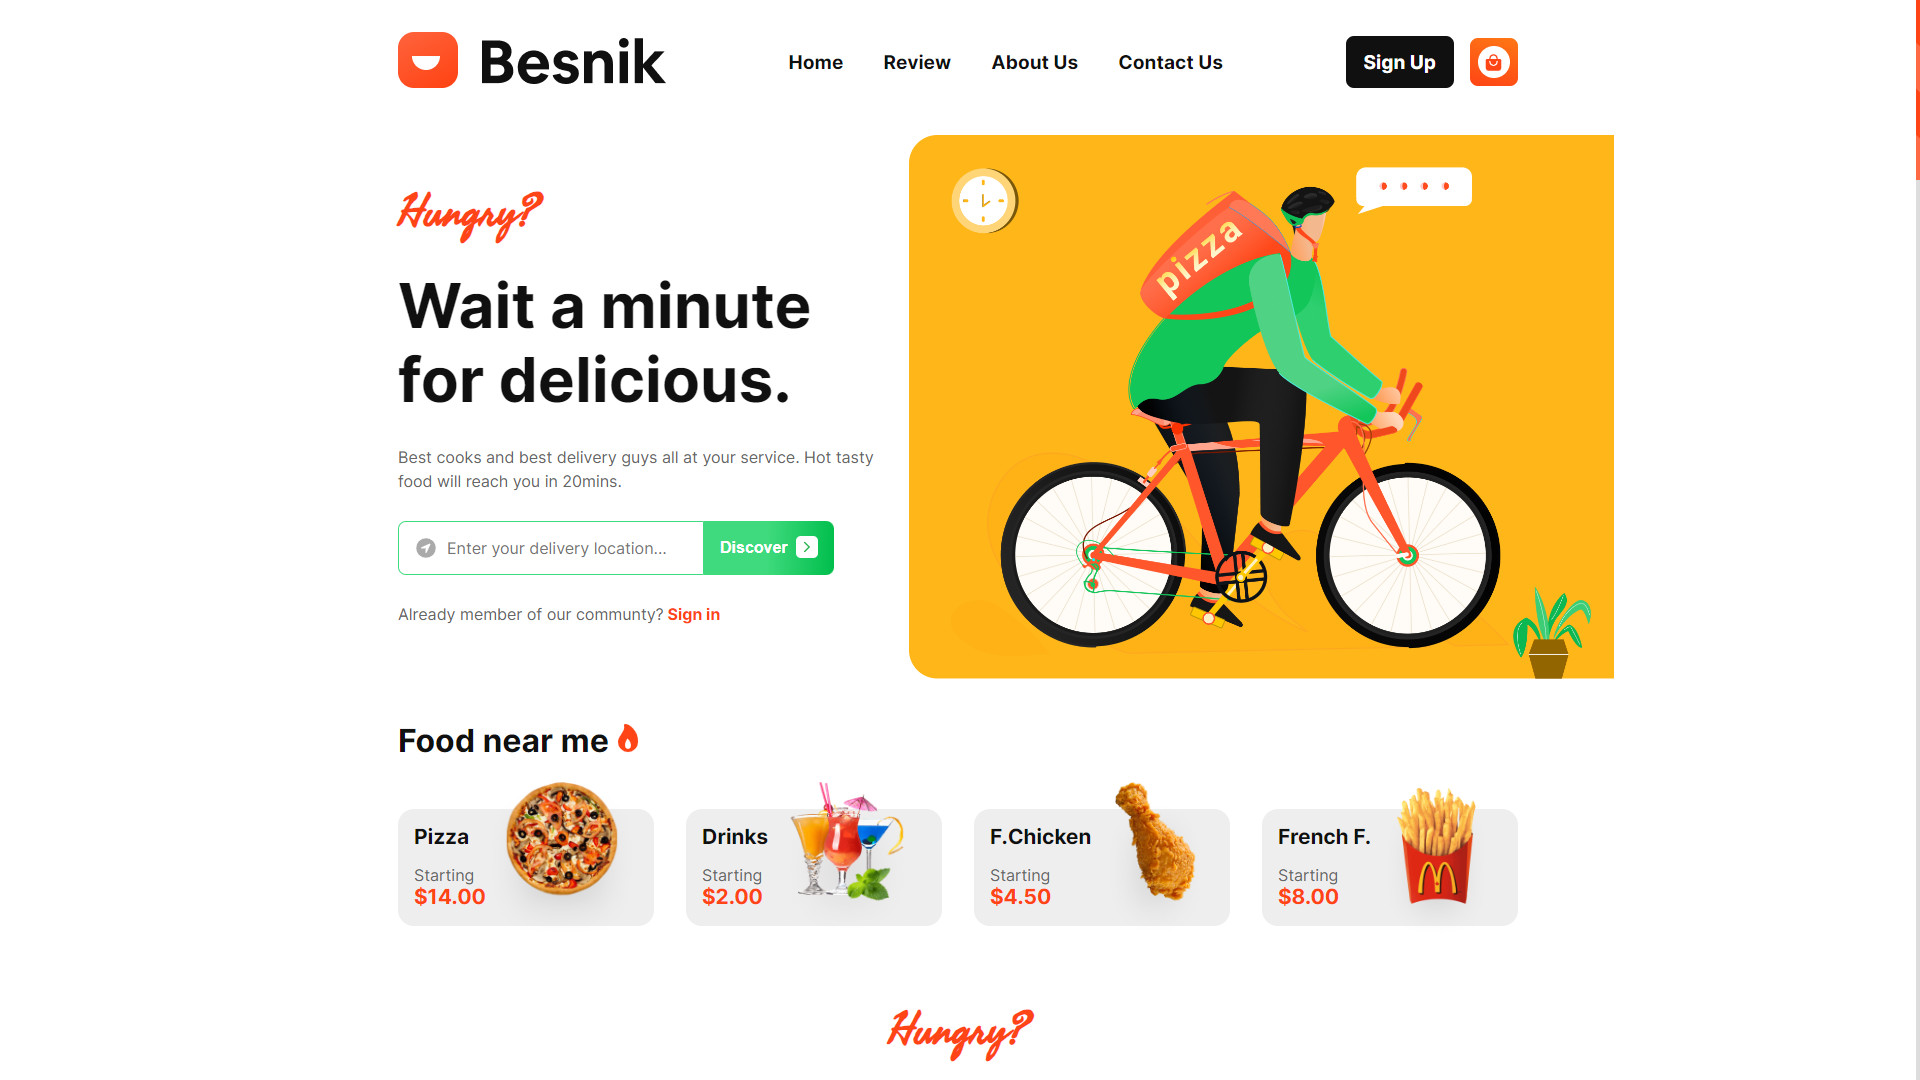 Besnik
Home
Review
About Us
Contact Us
Sign Up
Hungry?
pizza
Wait a minute
for delicious.
Best cooks and best delivery guys all at your service. Hot tasty
food will reach you in 20mins.
Enter your delivery location...
Discover
Already member of our communty? Sign in
Food near me
Pizza
Starting
$14.00
Drinks
Starting
$2.00
F.Chicken
Starting
$4.50
French F.
Starting
$8.00
Hungry?